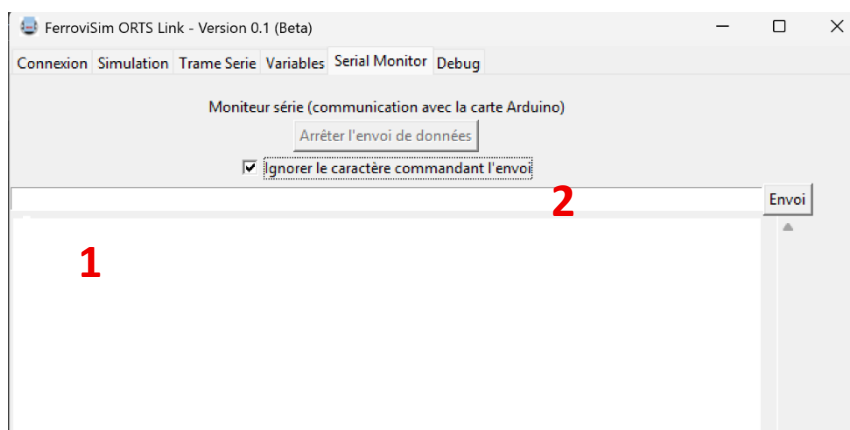 FerroviSim ORTS Link - Version 0.1 (Beta)
Connexion Simulation Trame Serie Variables Serial Monitor Debug
Moniteur série (communication avec la carte Arduino)
Arrêter l'envoi de données
Ignorer le caractère commandant l'envoi
2 Envoi
1